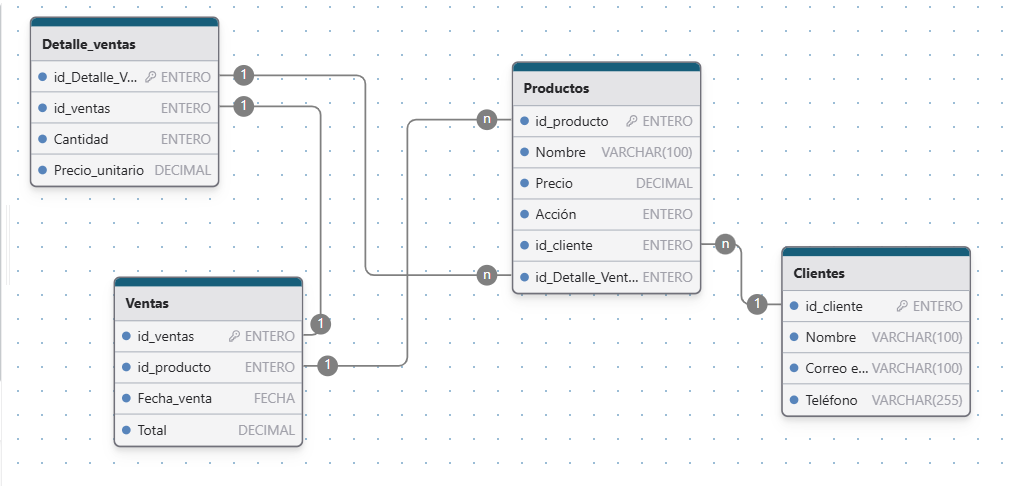 Detalle_ventas
id_Detalle_V... ENTERO
id_ventas ENTERO
Cantidad ENTERO
Precio_unitario DECIMAL
1
1
Productos
id_producto ENTERO
Nombre VARCHAR(100)
Precio DECIMAL
Acción ENTERO
id_cliente ENTERO
id_Detalle_Vent... ENTERO
n
n
n
1
Clientes
id_cliente ENTERO
Nombre VARCHAR(100)
Correo e... VARCHAR(100)
Teléfono VARCHAR(255)
Ventas
id_ventas ENTERO
id_producto ENTERO
Fecha_venta FECHA
Total DECIMAL
1
1